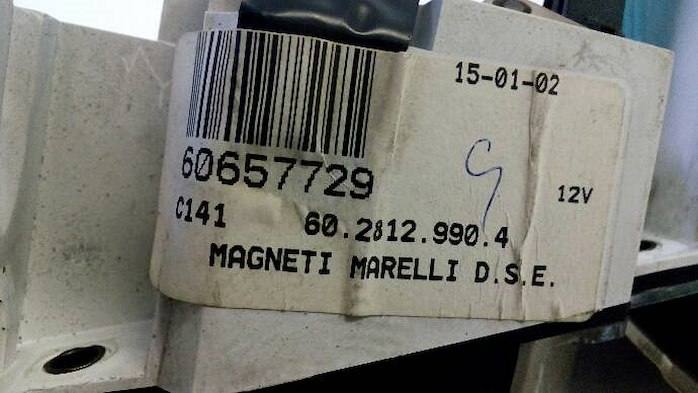 15-01-02
60657729
12V
C141 60.2812.990.4
MAGNETI MARELLI D.S.E.